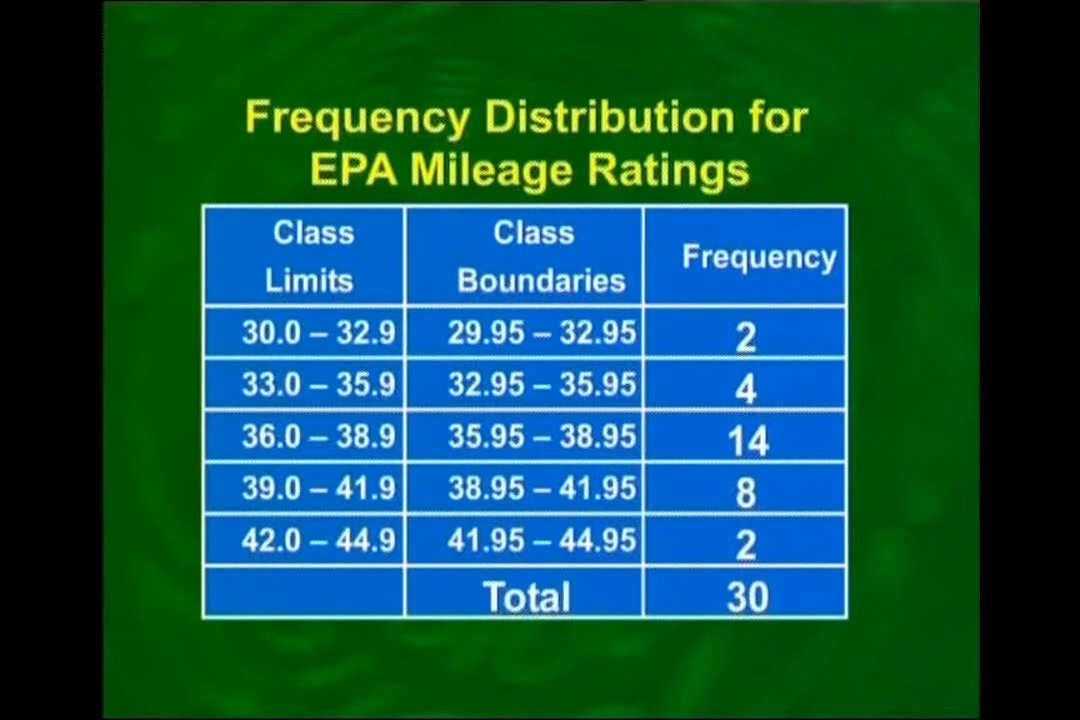 Frequency Distribution for
EPA Mileage Ratings
Class Limits Class Boundaries Frequency
30.0 – 32.9 29.95 – 32.95 2
33.0 – 35.9 32.95 – 35.95 4
36.0 – 38.9 35.95 – 38.95 14
39.0 – 41.9 38.95 – 41.95 8
42.0 – 44.9 41.95 – 44.95 2
Total 30